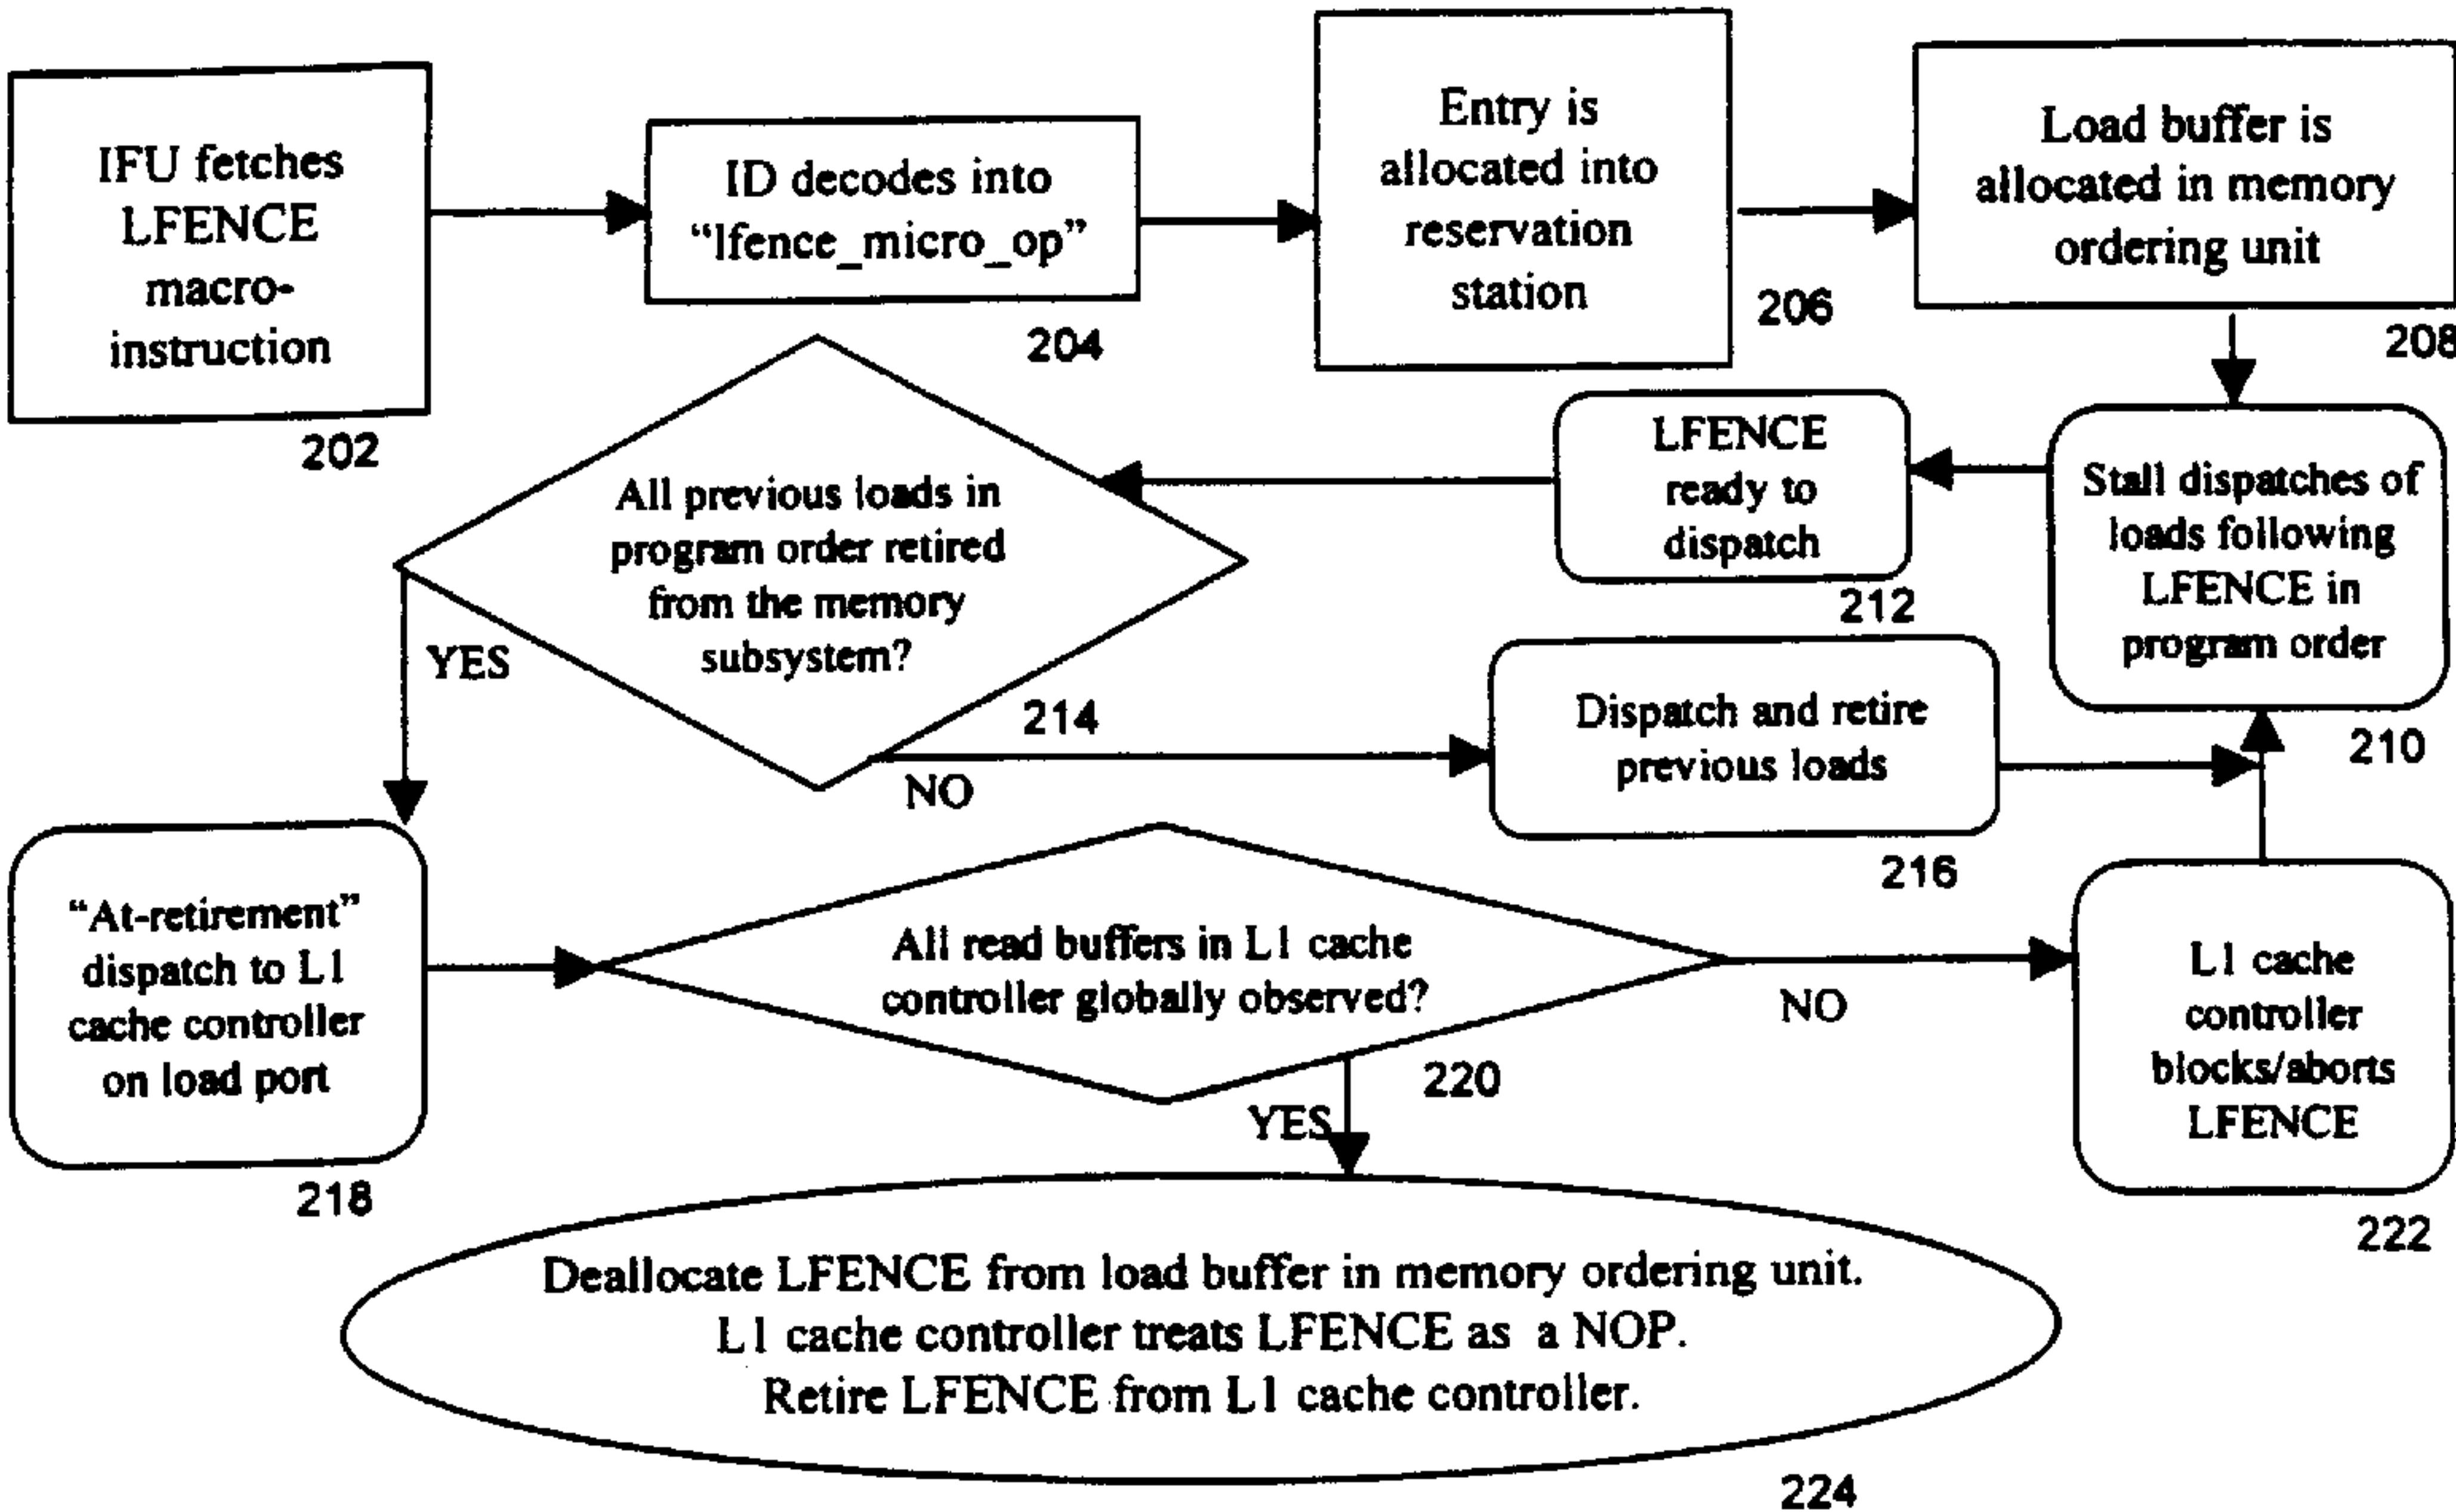 IFU fetches
LFENCE
macro-
instruction
202
ID decodes into
“lfence_micro_op”
204
Entry is
allocated into
reservation
station
206
Load buffer is
allocated in memory
ordering unit
208
Stall dispatches of
loads following
LFENCE in
program order
210
LFENCE
ready to
dispatch
212
All previous loads in
program order retired
from the memory
subsystem?
214
YES
NO
Dispatch and retire
previous loads
216
“At-retirement”
dispatch to L1
cache controller
on load port
218
All read buffers in L1 cache
controller globally observed?
220
NO
YES
L1 cache
controller
blocks/aborts
LFENCE
222
Deallocate LFENCE from load buffer in memory ordering unit.
L1 cache controller treats LFENCE as a NOP.
Retire LFENCE from L1 cache controller.
224